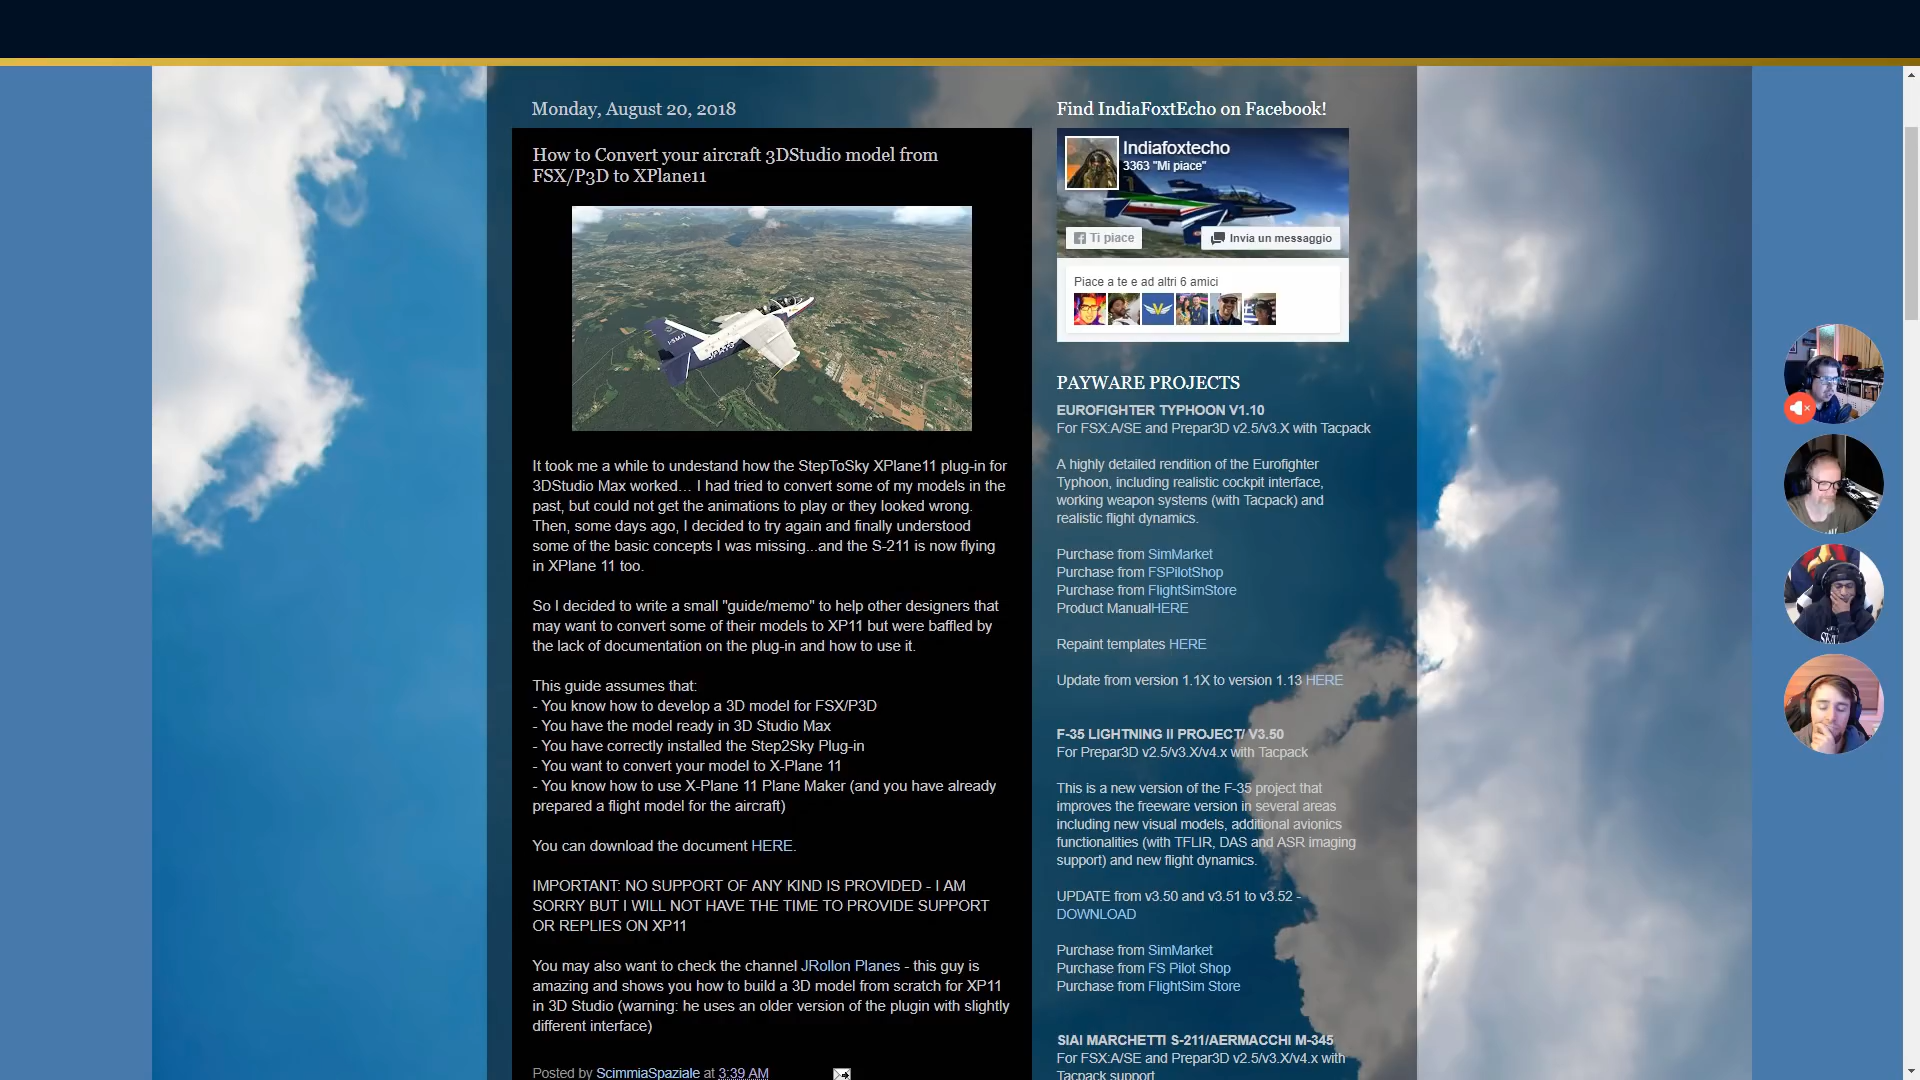 Monday, August 20, 2018
How to Convert your aircraft 3DStudio model from
FSX/P3D to XPlane11
It took me a while to undestand how the StepToSky XPlane11 plug-in for
3DStudio Max worked... I had tried to convert some of my models in the
past, but could not get the animations to play or they looked wrong.
Then, some days ago, I decided to try again and finally understood
some of the basic concepts I was missing...and the S-211 is now flying
in XPlane 11 too.
So I decided to write a small "guide/memo" to help other designers that
may want to convert some of their models to XP11 but were baffled by
the lack of documentation on the plug-in and how to use it.
This guide assumes that:
- You know how to develop a 3D model for FSX/P3D
- You have the model ready in 3D Studio Max
- You have correctly installed the Step2Sky Plug-in
- You want to convert your model to X-Plane 11
- You know how to use X-Plane 11 Plane Maker (and you have already
prepared a flight model for the aircraft)
You can download the document HERE.
IMPORTANT: NO SUPPORT OF ANY KIND IS PROVIDED - I AM
SORRY BUT I WILL NOT HAVE THE TIME TO PROVIDE SUPPORT
OR REPLIES ON XP11
You may also want to check the channel JRollon Planes - this guy is
amazing and shows you how to build a 3D model from scratch for XP11
in 3D Studio (warning: he uses an older version of the plugin with slightly
different interface)
Posted by ScimmiaSpaziale at 3:39 AM
Find IndiaFoxtEcho on Facebook!
Indiafoxtecho
3363 "Mi piace"
Ti piace
Invia un messaggio
Piace a te e ad altri 6 amici
PAYWARE PROJECTS
EUROFIGHTER TYPHOON V1.10
For FSX:A/SE and Prepar3D v2.5/v3.X with Tacpack
A highly detailed rendition of the Eurofighter
Typhoon, including realistic cockpit interface,
working weapon systems (with Tacpack) and
realistic flight dynamics.
Purchase from SimMarket
Purchase from FSPilotShop
Purchase from FlightSimStore
Product ManualHERE
Repaint templates HERE
Update from version 1.1X to version 1.13 HERE
F-35 LIGHTNING II PROJECT/ V3.50
For Prepar3D v2.5/v3.X/v4.x with Tacpack
This is a new version of the F-35 project that
improves the freeware version in several areas
including new visual models, additional avionics
functionalities (with TFLIR, DAS and ASR imaging
support) and new flight dynamics.
UPDATE from v3.50 and v3.51 to v3.52 -
DOWNLOAD
Purchase from SimMarket
Purchase from FS Pilot Shop
Purchase from FlightSim Store
SIAI MARCHETTI S-211/AERMACCHI M-345
For FSX:A/SE and Prepar3D v2.5/v3.X/v4.x with
Tacpack support